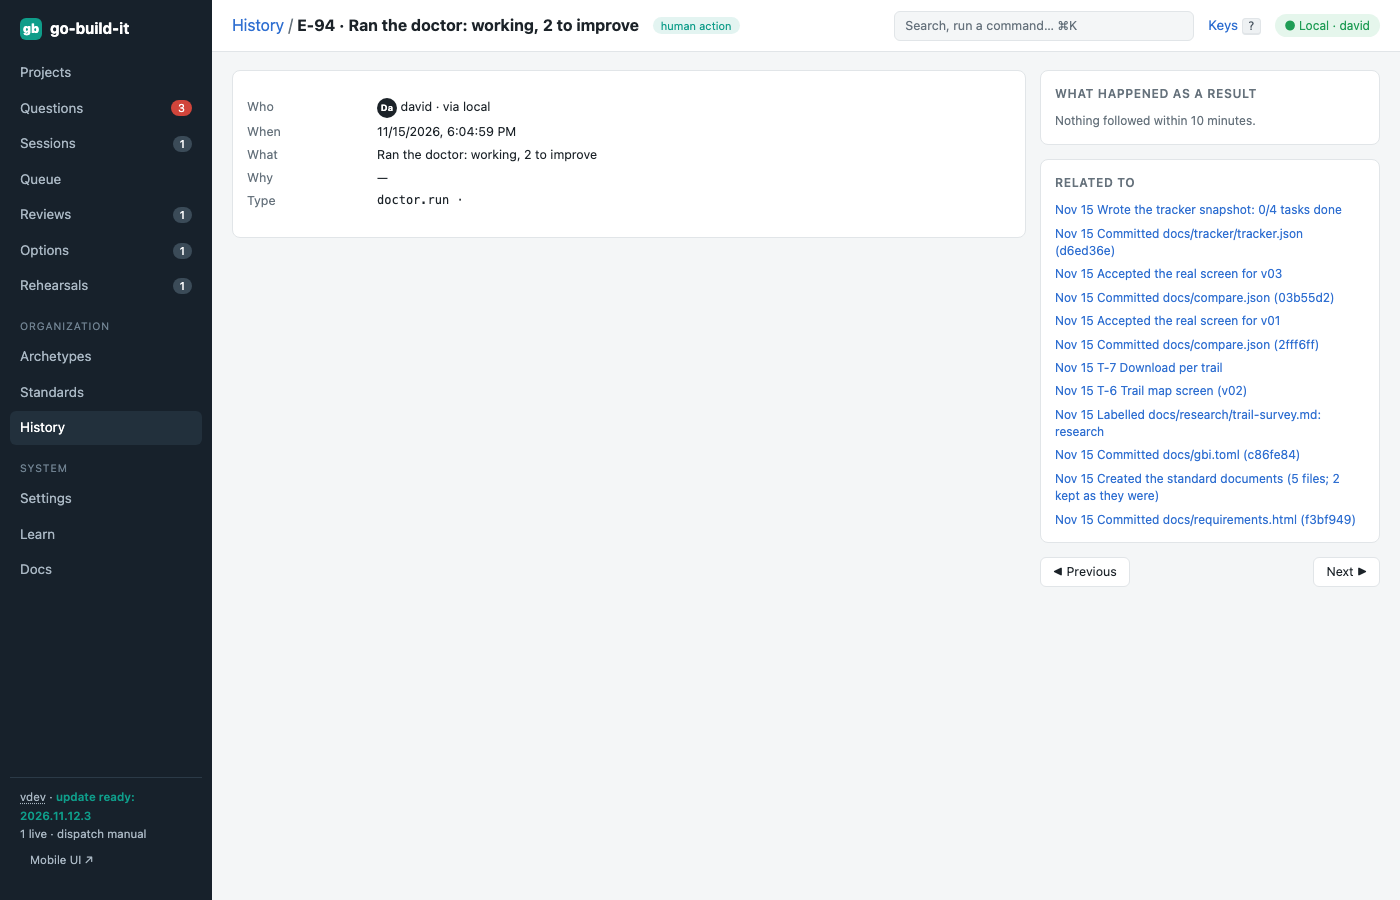 gb go-build-it
Projects
Questions 3
Sessions 1
Queue
Reviews 1
Options 1
Rehearsals 1
ORGANIZATION
Archetypes
Standards
History
SYSTEM
Settings
Learn
Docs
vdev · update ready:
2026.11.12.3
1 live · dispatch manual
Mobile UI ↗
History / E-94 · Ran the doctor: working, 2 to improve human action
Search, run a command... ⌘K
Keys ?
Local · david
Who Da david · via local
When 11/15/2026, 6:04:59 PM
What Ran the doctor: working, 2 to improve
Why —
Type doctor.run ·
WHAT HAPPENED AS A RESULT
Nothing followed within 10 minutes.
RELATED TO
Nov 15 Wrote the tracker snapshot: 0/4 tasks done
Nov 15 Committed docs/tracker/tracker.json
(d6ed36e)
Nov 15 Accepted the real screen for v03
Nov 15 Committed docs/compare.json (03b55d2)
Nov 15 Accepted the real screen for v01
Nov 15 Committed docs/compare.json (2fff6ff)
Nov 15 T-7 Download per trail
Nov 15 T-6 Trail map screen (v02)
Nov 15 Labelled docs/research/trail-survey.md:
research
Nov 15 Committed docs/gbi.toml (c86fe84)
Nov 15 Created the standard documents (5 files; 2
kept as they were)
Nov 15 Committed docs/requirements.html (f3bf949)
◀ Previous
Next ▶